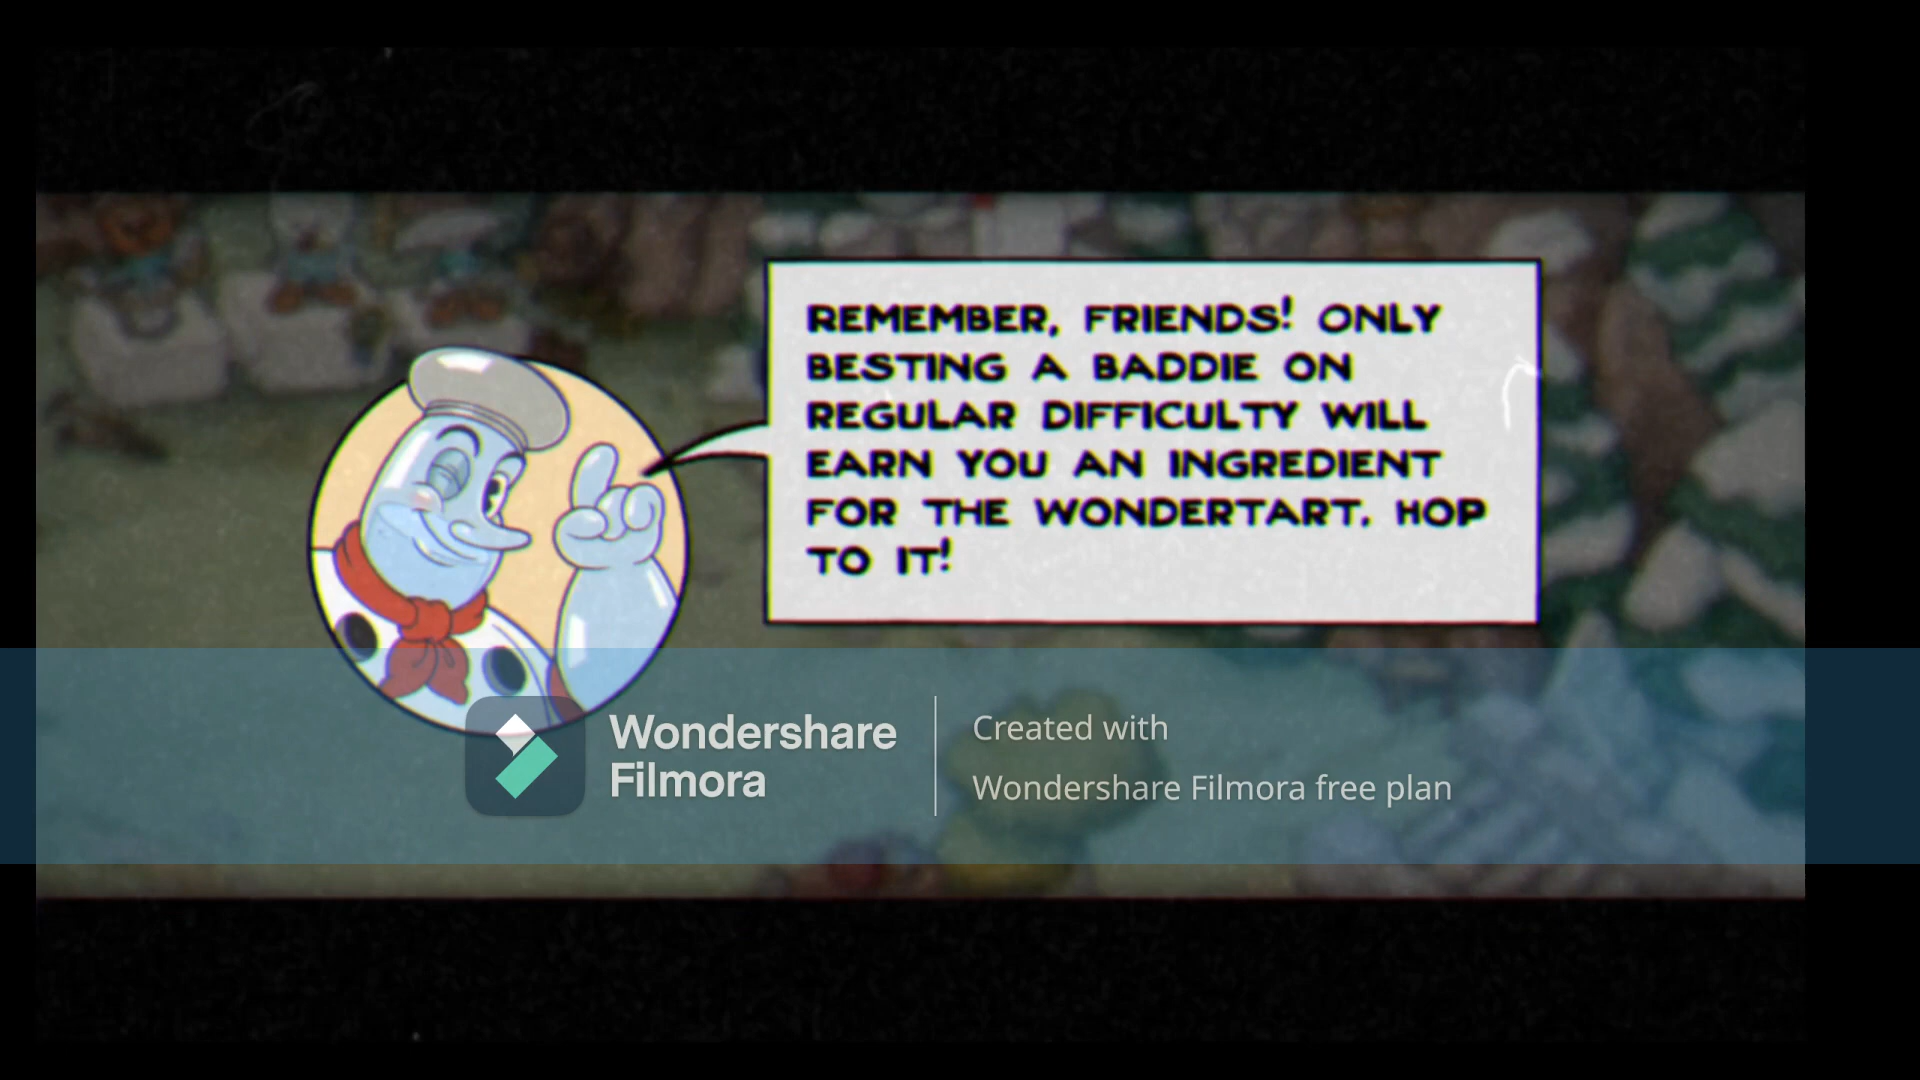 REMEMBER, FRIENDS! ONLY
BESTING A BADDIE ON
REGULAR DIFFICULTY WILL
EARN YOU AN INGREDIENT
FOR THE WONDERTART. HOP
TO IT!
Wondershare
Filmora
Created with
Wondershare Filmora free plan